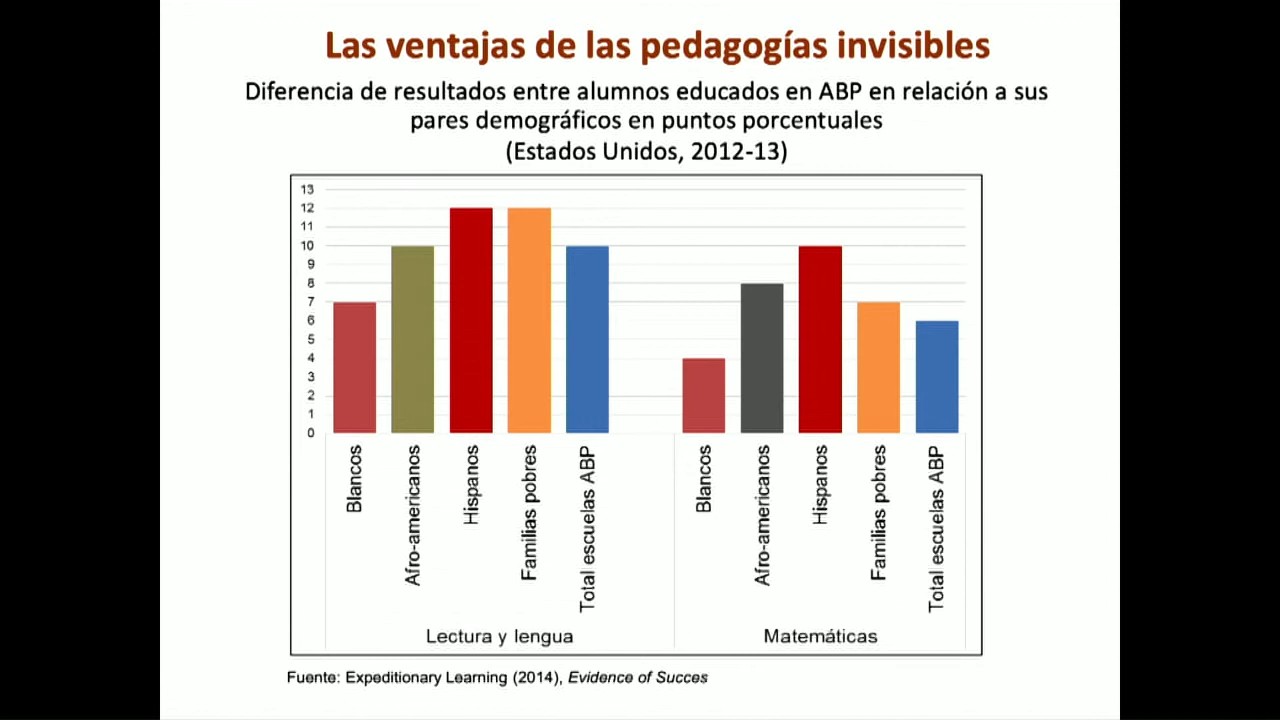 Las ventajas de las pedagogías invisibles
Diferencia de resultados entre alumnos educados en ABP en relación a sus
pares demográficos en puntos porcentuales
(Estados Unidos, 2012-13)
13
12
11
10
9
8
7
6
5
4
3
2
1
0
Blancos
Afro-americanos
Hispanos
Familias pobres
Total escuelas ABP
Blancos
Afro-americanos
Hispanos
Familias pobres
Total escuelas ABP
Lectura y lengua
Matemáticas
Fuente: Expeditionary Learning (2014), Evidence of Succes